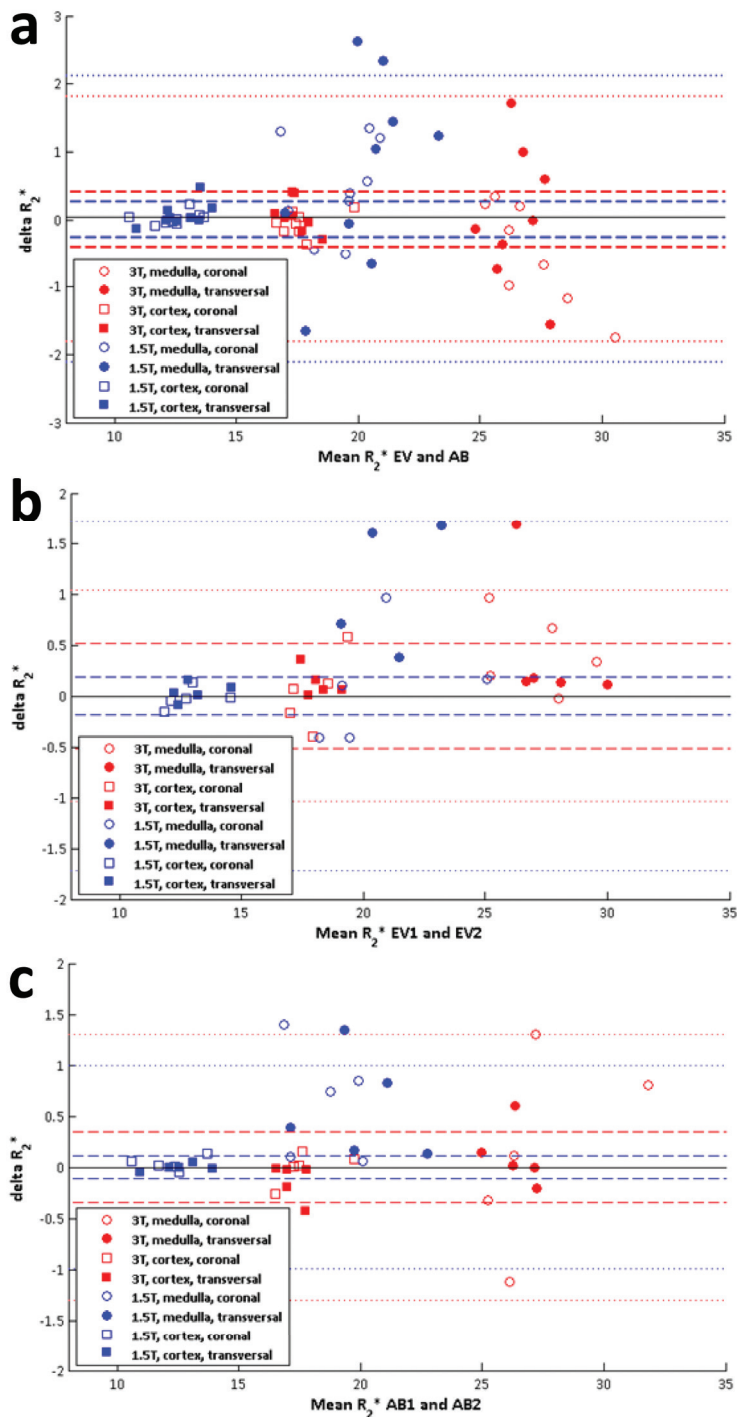 a
3
2
1
0
-1
-2
-3
delta R2*
3T, medulla, coronal
3T, medulla, transversal
3T, cortex, coronal
3T, cortex, transversal
1.5T, medulla, coronal
1.5T, medulla, transversal
1.5T, cortex, coronal
1.5T, cortex, transversal
10 15 20 25 30 35
Mean R2* EV and AB
b
2
1.5
1
0.5
0
-0.5
-1
-1.5
-2
delta R2*
3T, medulla, coronal
3T, medulla, transversal
3T, cortex, coronal
3T, cortex, transversal
1.5T, medulla, coronal
1.5T, medulla, transversal
1.5T, cortex, coronal
1.5T, cortex, transversal
10 15 20 25 30 35
Mean R2* EV1 and EV2
c
2
1.5
1
0.5
0
-0.5
-1
-1.5
-2
delta R2*
3T, medulla, coronal
3T, medulla, transversal
3T, cortex, coronal
3T, cortex, transversal
1.5T, medulla, coronal
1.5T, medulla, transversal
1.5T, cortex, coronal
1.5T, cortex, transversal
10 15 20 25 30 35
Mean R2* AB1 and AB2